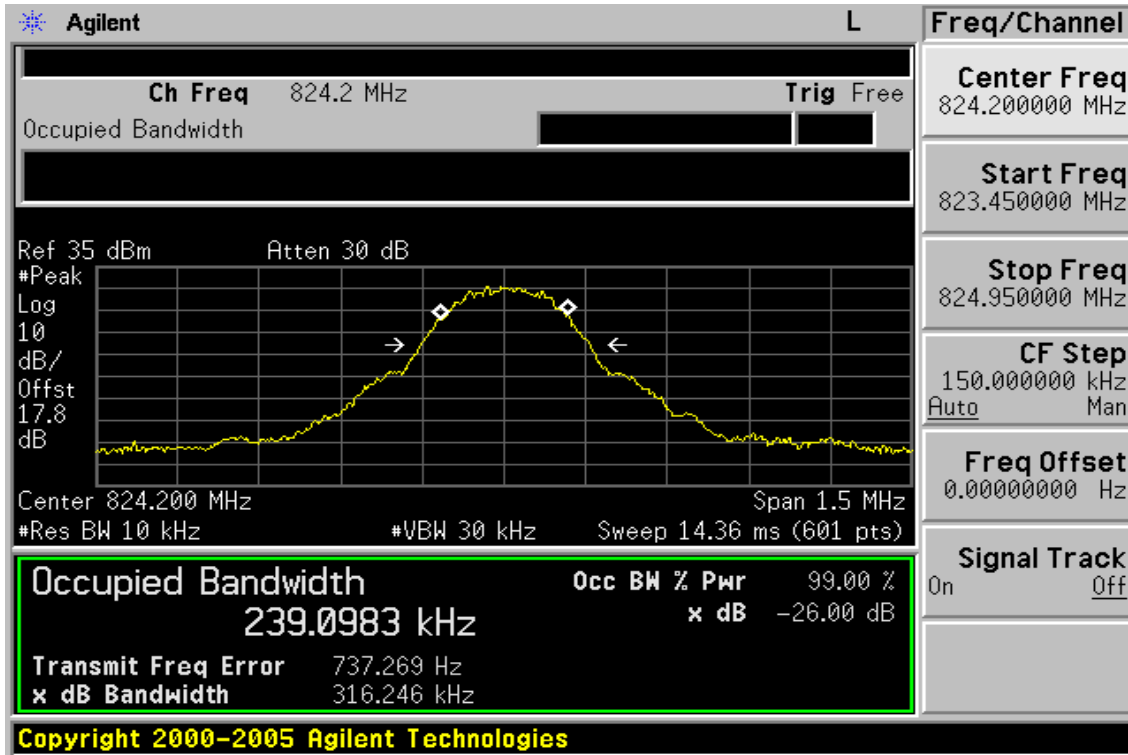 Agilent L
Ch Freq 824.2 MHz Trig Free
Occupied Bandwidth
Ref 35 dBm Atten 30 dB
#Peak
Log
10
dB/
Offst
17.8
dB
Center 824.200 MHz Span 1.5 MHz
#Res BW 10 kHz #VBW 30 kHz Sweep 14.36 ms (601 pts)
Occupied Bandwidth Occ BW % Pwr 99.00 %
239.0983 kHz x dB -26.00 dB
Transmit Freq Error 737.269 Hz
x dB Bandwidth 316.246 kHz
Copyright 2000-2005 Agilent Technologies
Freq/Channel
Center Freq
824.200000 MHz
Start Freq
823.450000 MHz
Stop Freq
824.950000 MHz
CF Step
150.000000 kHz
Auto Man
Freq Offset
0.00000000 Hz
Signal Track
On Off